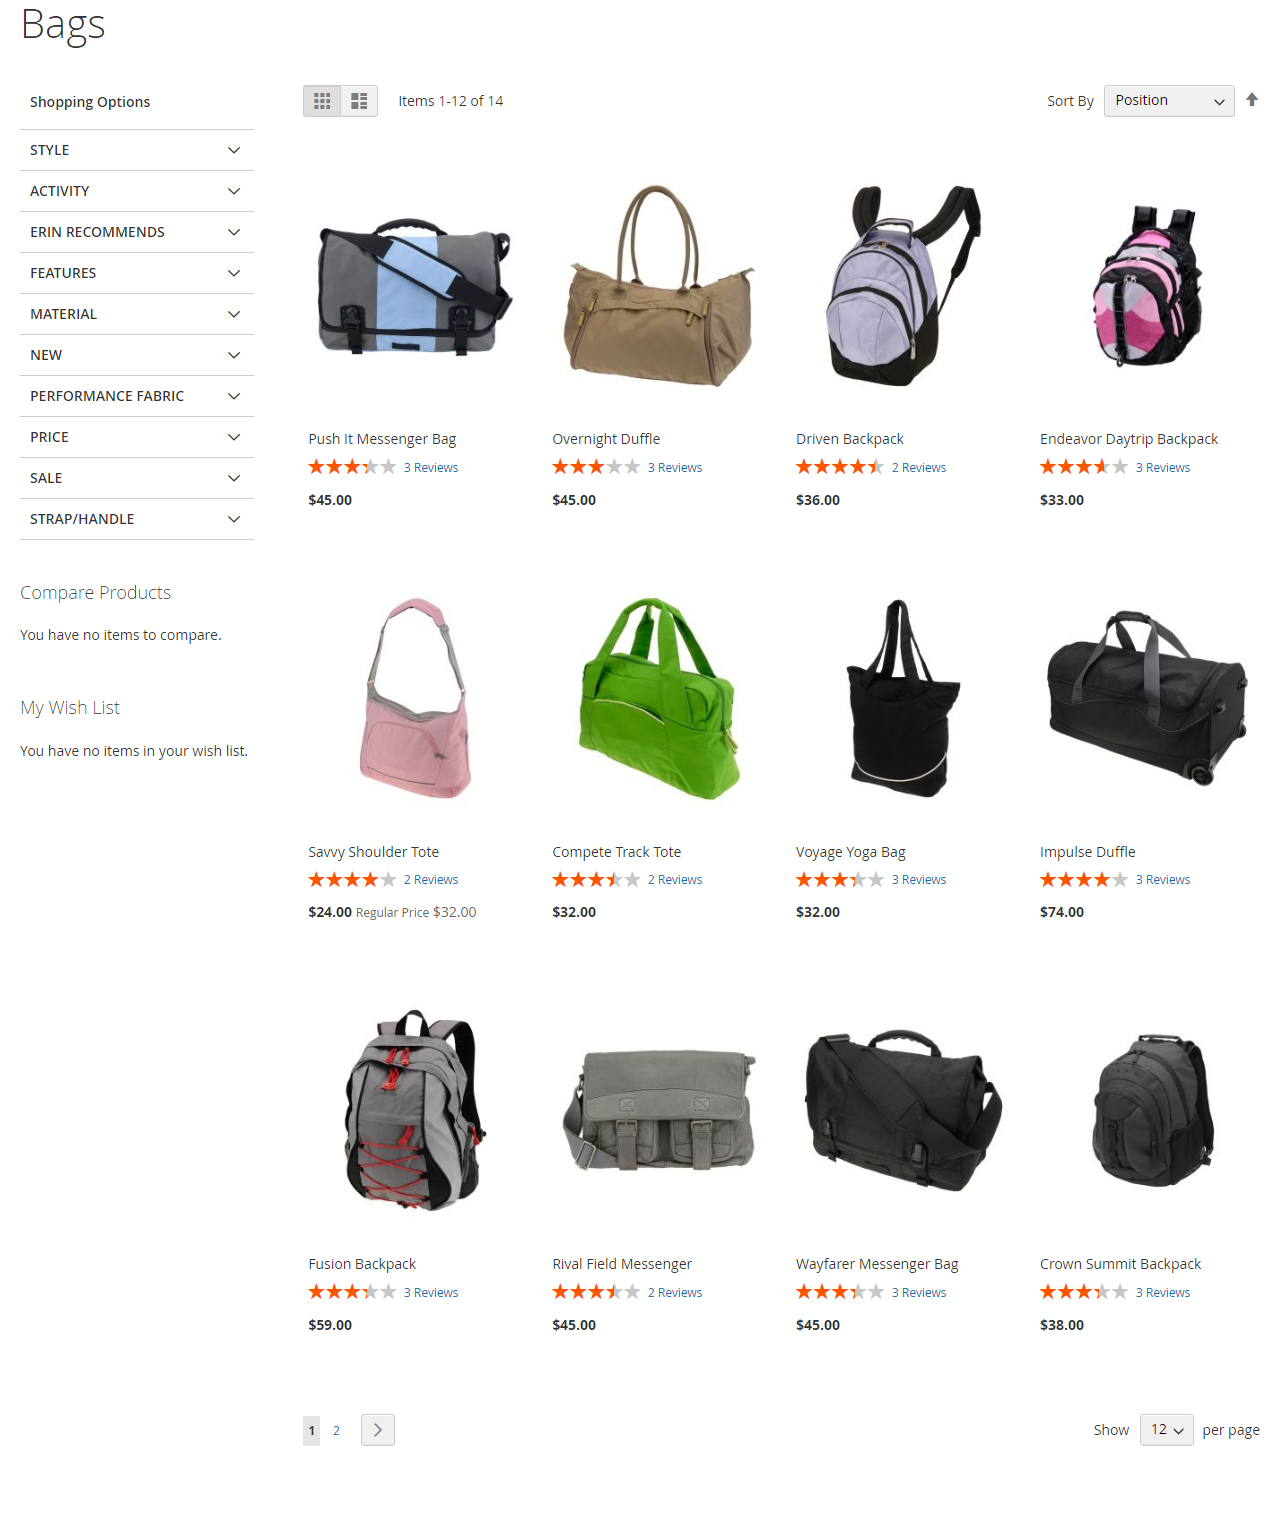 Bags
Shopping Options
STYLE
ACTIVITY
ERIN RECOMMENDS
FEATURES
MATERIAL
NEW
PERFORMANCE FABRIC
PRICE
SALE
STRAP/HANDLE
Compare Products
You have no items to compare.
My Wish List
You have no items in your wish list.
Items 1-12 of 14
Sort By Position
Push It Messenger Bag
3 Reviews
$45.00
Overnight Duffle
3 Reviews
$45.00
Driven Backpack
2 Reviews
$36.00
Endeavor Daytrip Backpack
3 Reviews
$33.00
Savvy Shoulder Tote
2 Reviews
$24.00 Regular Price $32.00
Compete Track Tote
2 Reviews
$32.00
Voyage Yoga Bag
3 Reviews
$32.00
Impulse Duffle
3 Reviews
$74.00
Fusion Backpack
3 Reviews
$59.00
Rival Field Messenger
2 Reviews
$45.00
Wayfarer Messenger Bag
3 Reviews
$45.00
Crown Summit Backpack
3 Reviews
$38.00
1 2
Show 12 per page